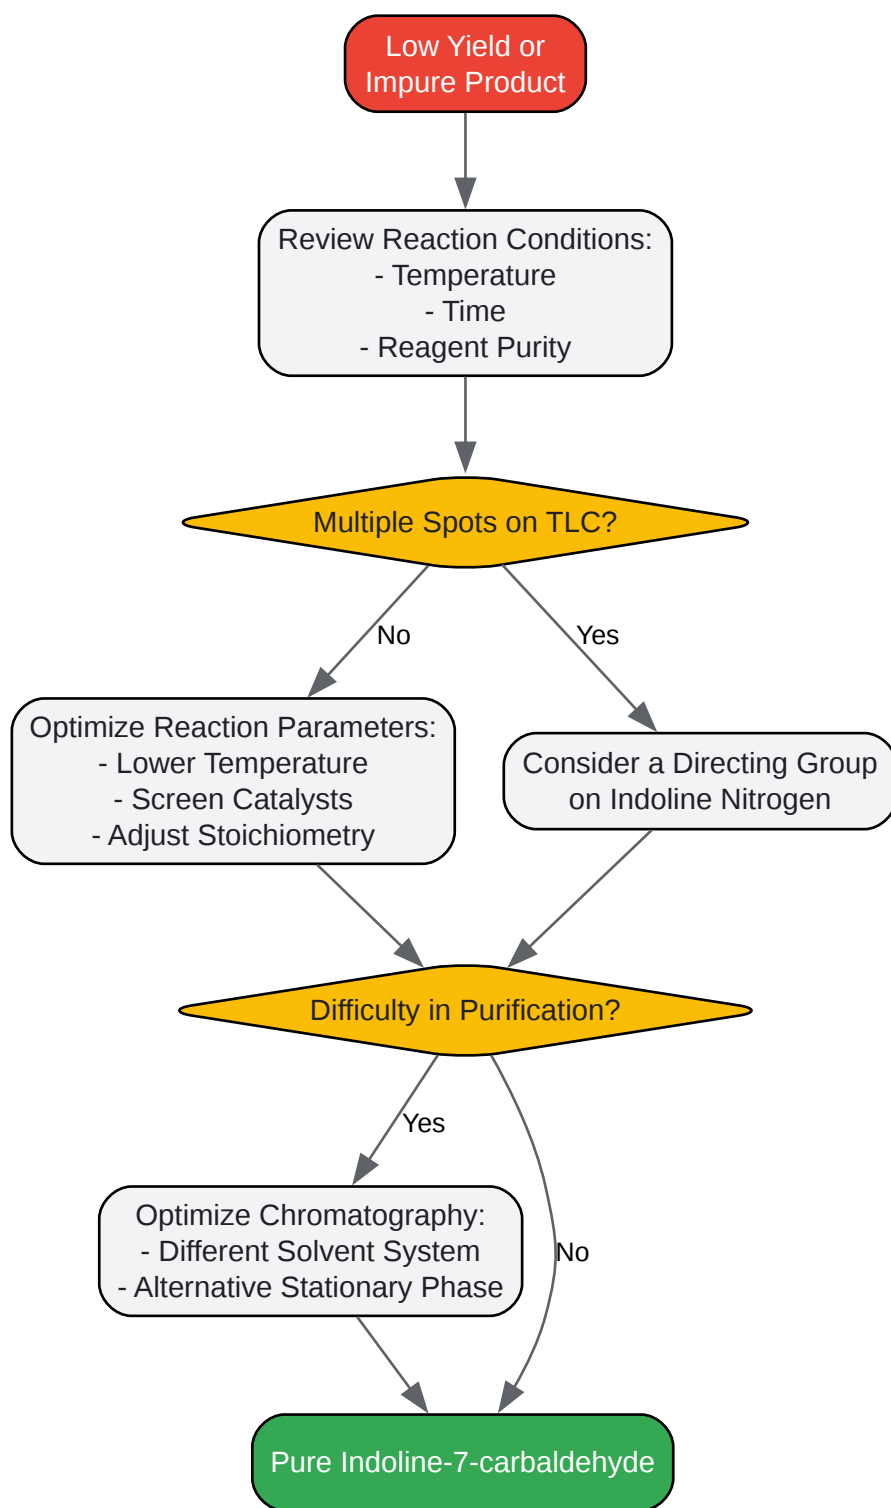 Low Yield or
Impure Product
Review Reaction Conditions:
- Temperature
- Time
- Reagent Purity
Multiple Spots on TLC?
No
Yes
Optimize Reaction Parameters:
- Lower Temperature
- Screen Catalysts
- Adjust Stoichiometry
Consider a Directing Group
on Indoline Nitrogen
Difficulty in Purification?
Yes
No
Optimize Chromatography:
- Different Solvent System
- Alternative Stationary Phase
Pure Indoline-7-carbaldehyde